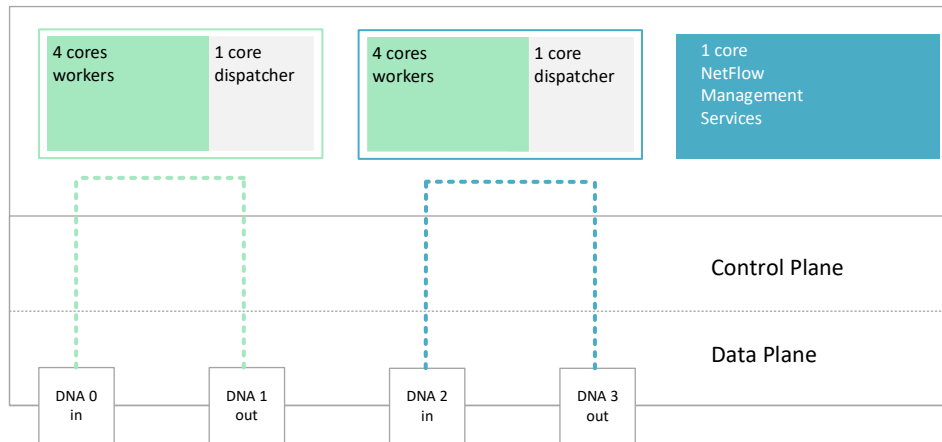 4 cores
workers
1 core
dispatcher
4 cores
workers
1 core
dispatcher
1 core
NetFlow
Management
Services
Control Plane
Data Plane
DNA 0
in
DNA 1
out
DNA 2
in
DNA 3
out